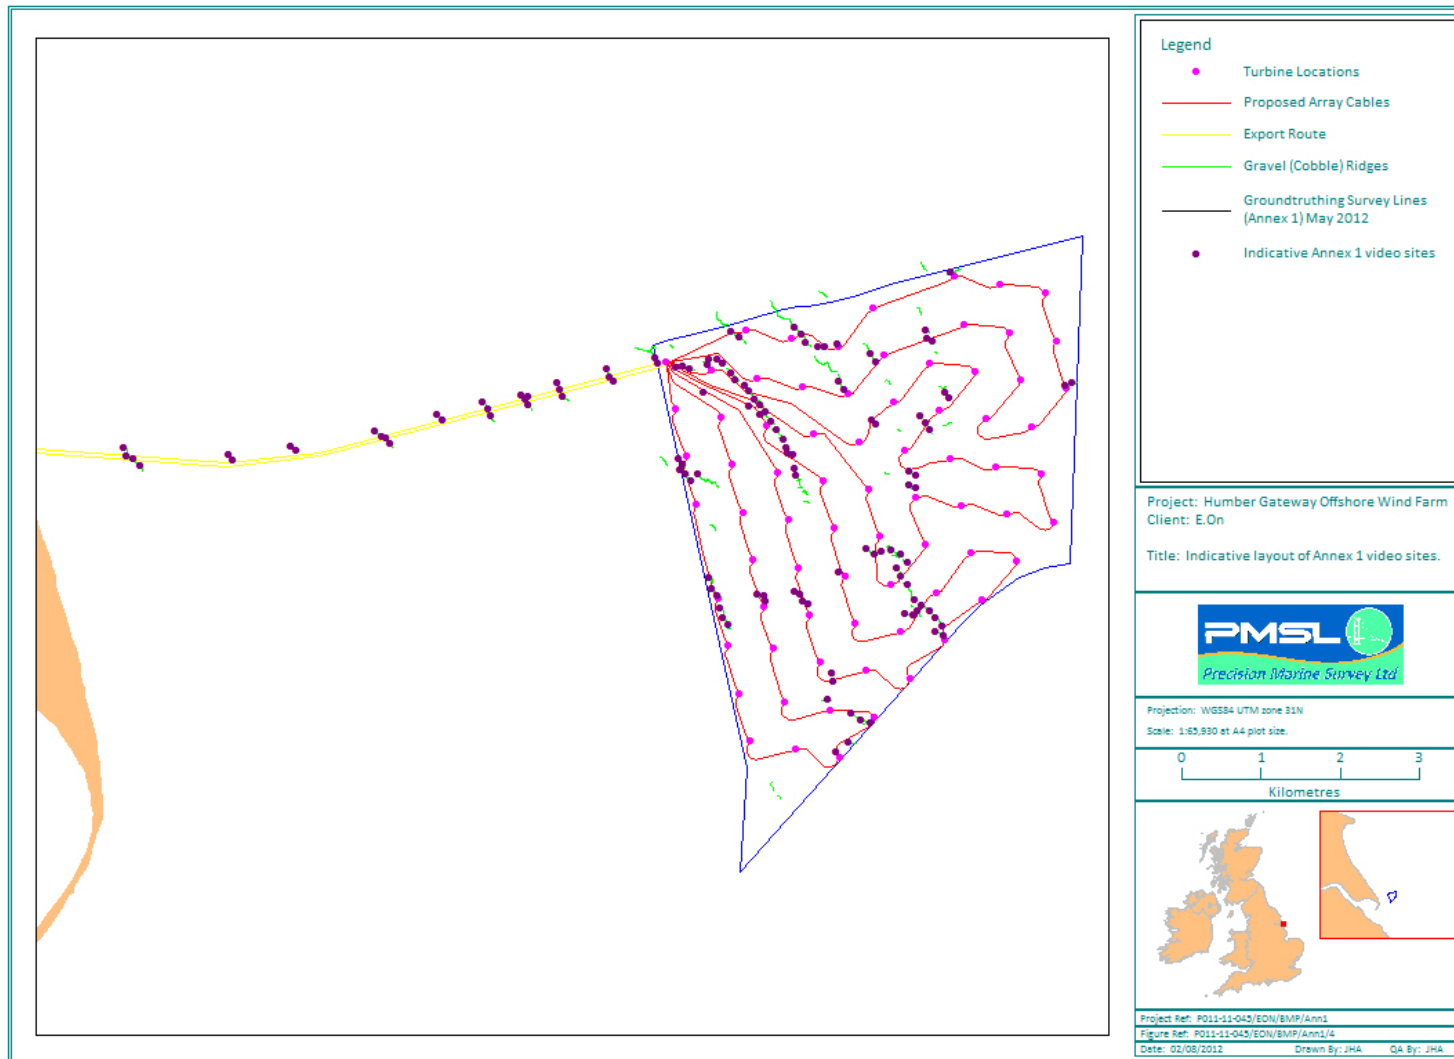 Legend
Turbine Locations
Proposed Array Cables
Export Route
Gravel (Cobble) Ridges
Groundtruthing Survey Lines
(Annex 1) May 2012
Indicative Annex 1 video sites
Project: Humber Gateway Offshore Wind Farm
Client: E.On
Title: Indicative layout of Annex 1 video sites.
PMSL
Precision Marine Survey Ltd
Projection: WGS84 UTM zone 31N
Scale: 1:65,930 at A4 plot size.
0 1 2 3
Kilometres
Project Ref: P011-11-045/EON/BMP/Ann1
Figure Ref: P011-11-045/EON/BMP/Ann1/4
Date: 02/08/2012 Drawn By: JHA QA By: JHA